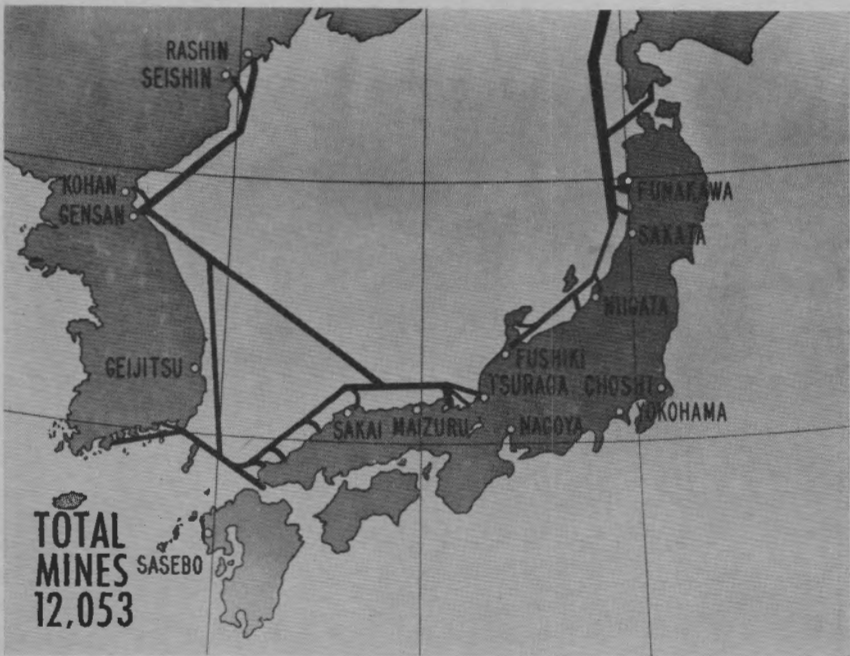 RASHIN
SEISHIN
KOHAN
GENSAN
FUNAKAWA
SAKATA
NIIGATA
GEIJITSU
FUSHIKI
TSURAGA CHOSHI
SAKAI MAIZURU NAGOYA YOKOHAMA
TOTAL
MINES
12,053
SASEBO